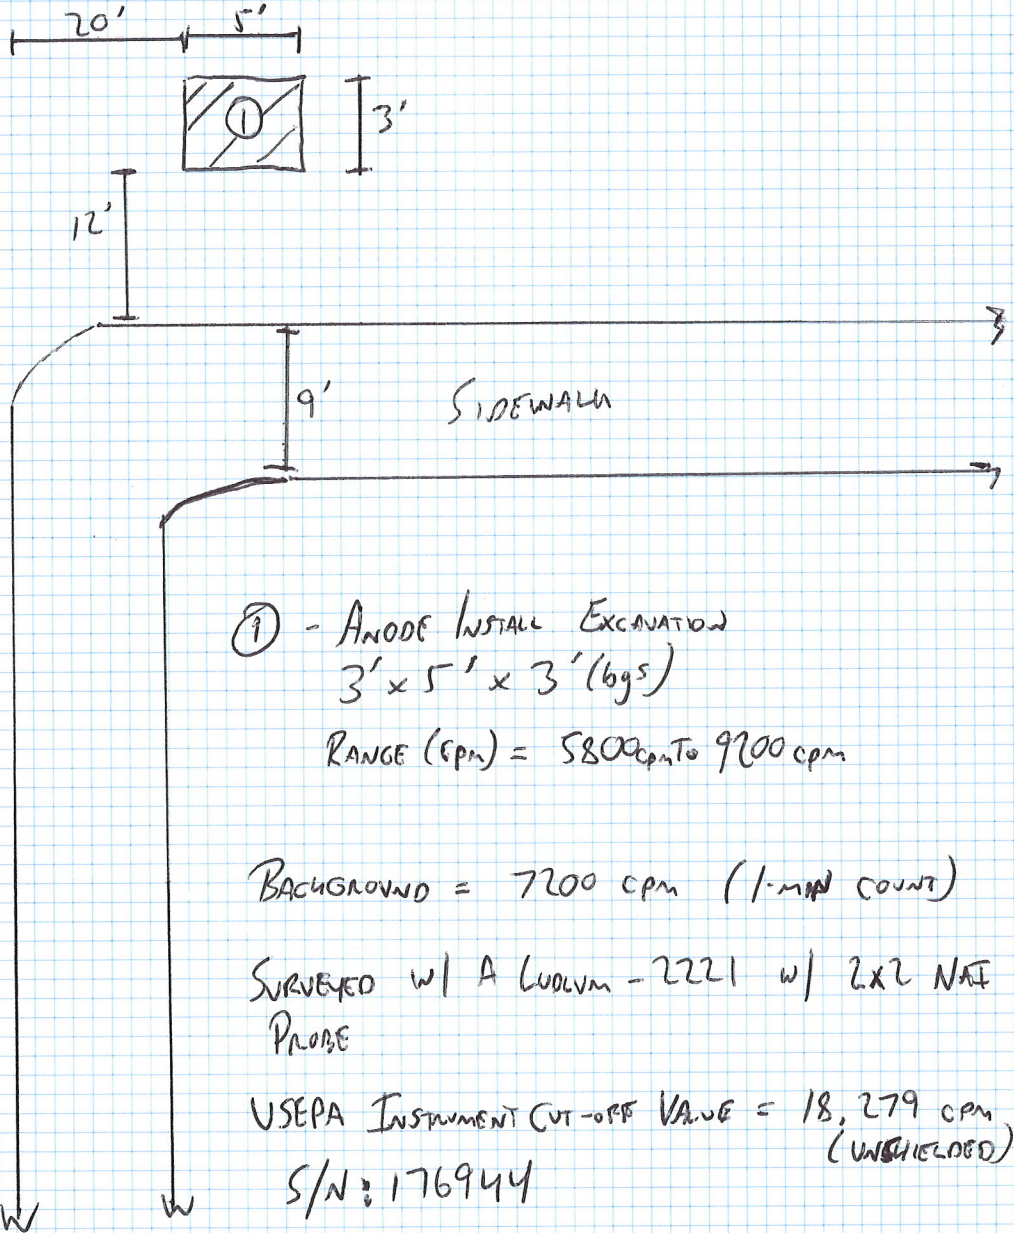 20' 5'
① 3'
12'
9' SIDEWALK
① - ANODE INSTALL EXCAVATION
3' x 5' x 3' (bgs)
RANGE (cpm) = 5800cpm To 9200 cpm
BACKGROUND = 7200 cpm (1-MIN COUNT)
SURVEYED W/ A LUDLUM - 2221 W/ 2x2 NAI
PROBE
USEPA INSTRUMENT CUT-OFF VALUE = 18,279 cpm
(UNSHIELDED)
S/N: 176944